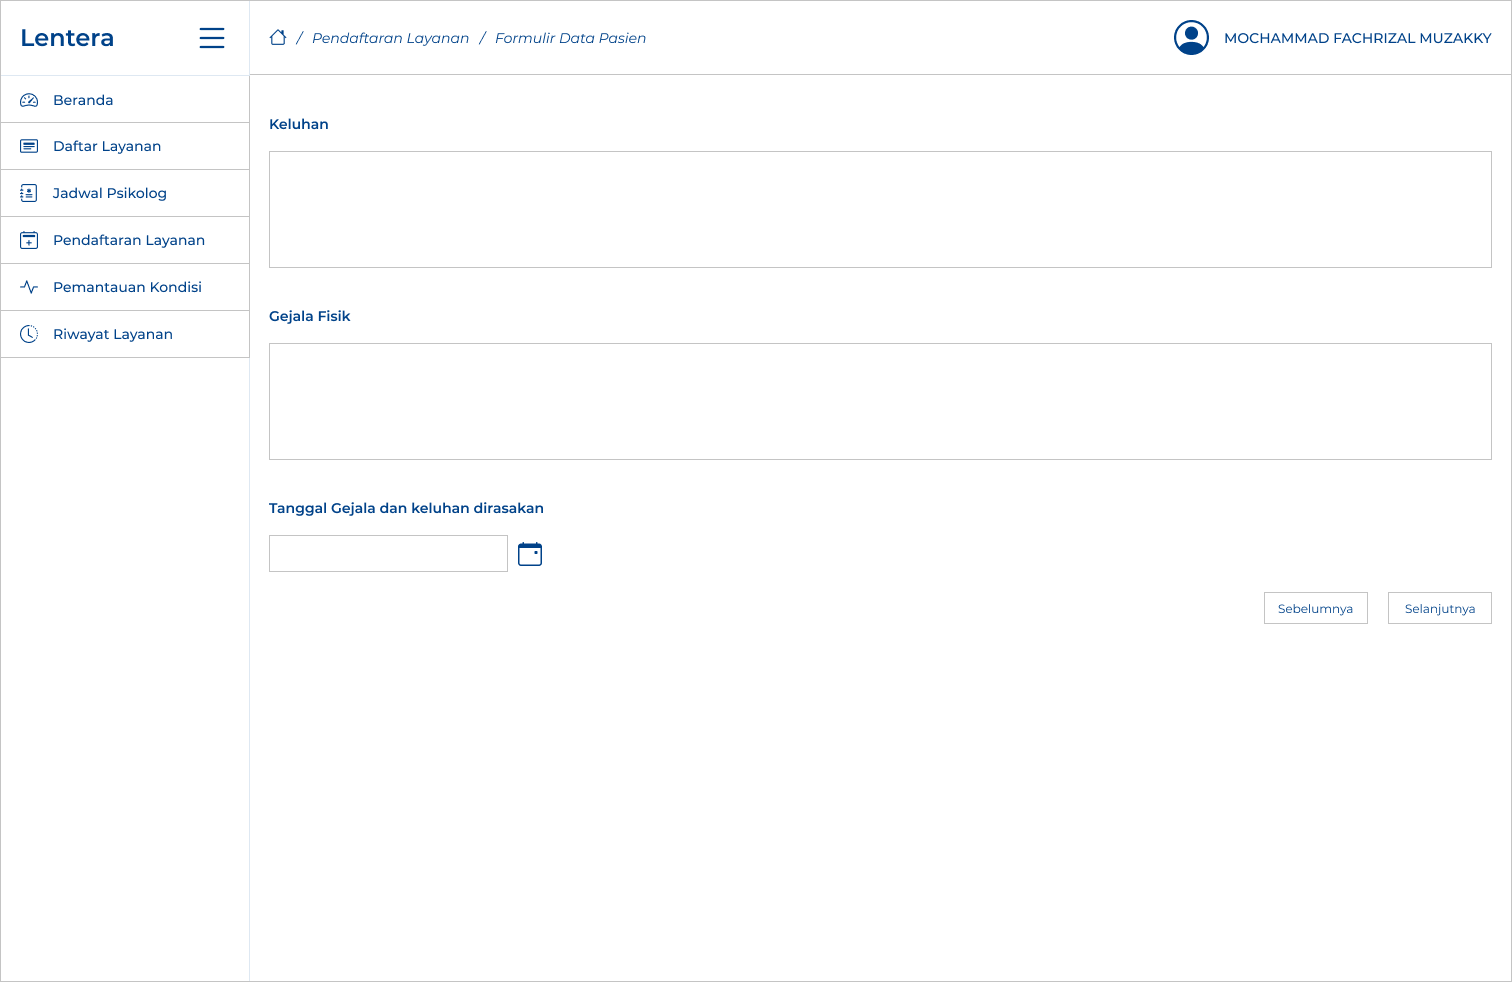 Lentera
/ Pendaftaran Layanan / Formulir Data Pasien
MOCHAMMAD FACHRIZAL MUZAKKY
Beranda
Daftar Layanan
Jadwal Psikolog
Pendaftaran Layanan
Pemantauan Kondisi
Riwayat Layanan
Keluhan
Gejala Fisik
Tanggal Gejala dan keluhan dirasakan
Sebelumnya
Selanjutnya